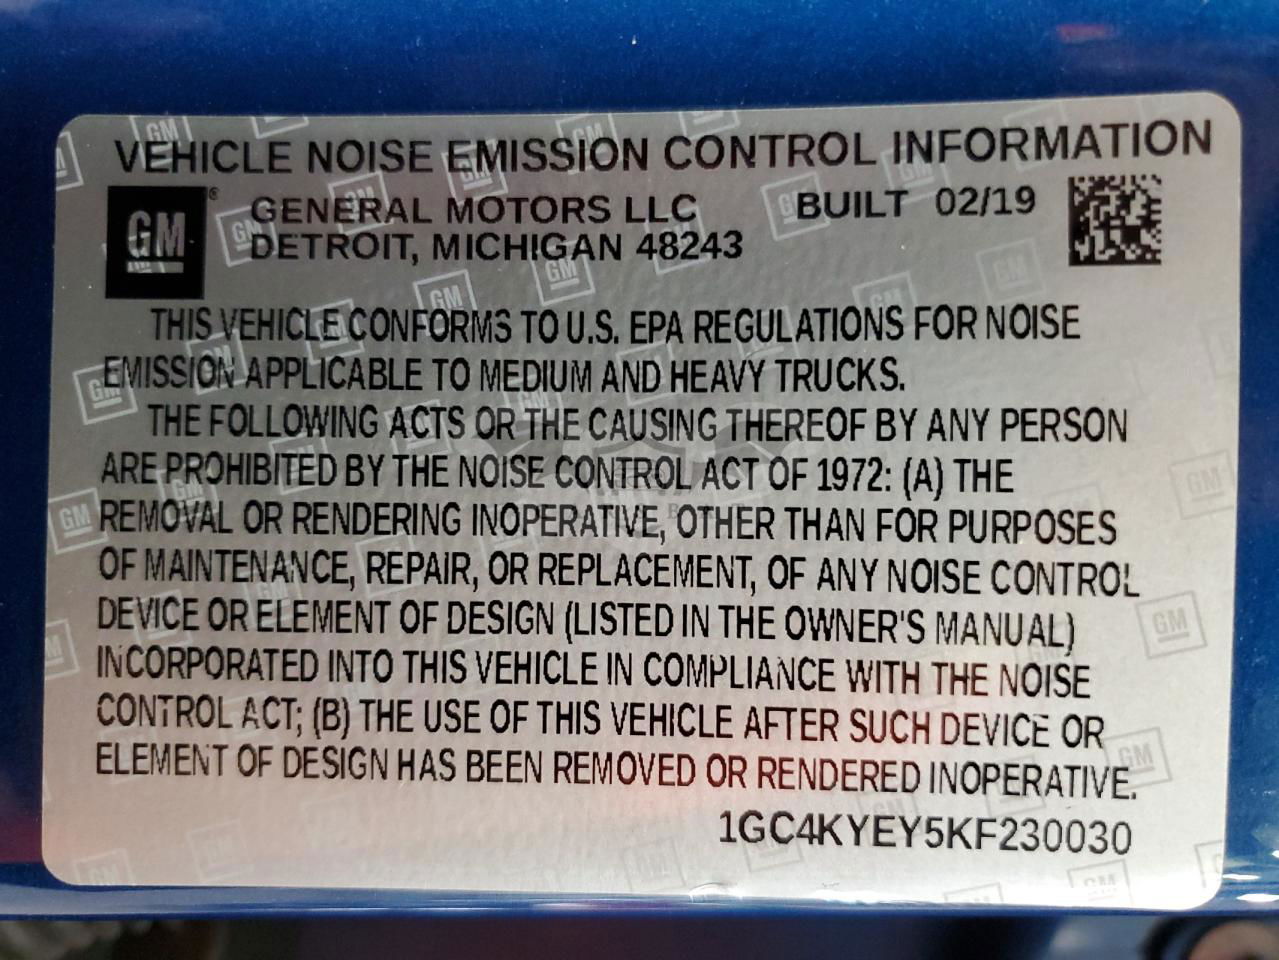 VEHICLE NOISE EMISSION CONTROL INFORMATION
GM ® GENERAL MOTORS LLC BUILT 02/19
DETROIT, MICHIGAN 48243
THIS VEHICLE CONFORMS TO U.S. EPA REGULATIONS FOR NOISE
EMISSION APPLICABLE TO MEDIUM AND HEAVY TRUCKS.
THE FOLLOWING ACTS OR THE CAUSING THEREOF BY ANY PERSON
ARE PROHIBITED BY THE NOISE CONTROL ACT OF 1972: (A) THE
REMOVAL OR RENDERING INOPERATIVE, OTHER THAN FOR PURPOSES
OF MAINTENANCE, REPAIR, OR REPLACEMENT, OF ANY NOISE CONTROL
DEVICE OR ELEMENT OF DESIGN (LISTED IN THE OWNER'S MANUAL)
INCORPORATED INTO THIS VEHICLE IN COMPLIANCE WITH THE NOISE
CONTROL ACT; (B) THE USE OF THIS VEHICLE AFTER SUCH DEVICE OR
ELEMENT OF DESIGN HAS BEEN REMOVED OR RENDERED INOPERATIVE.
1GC4KYEY5KF230030